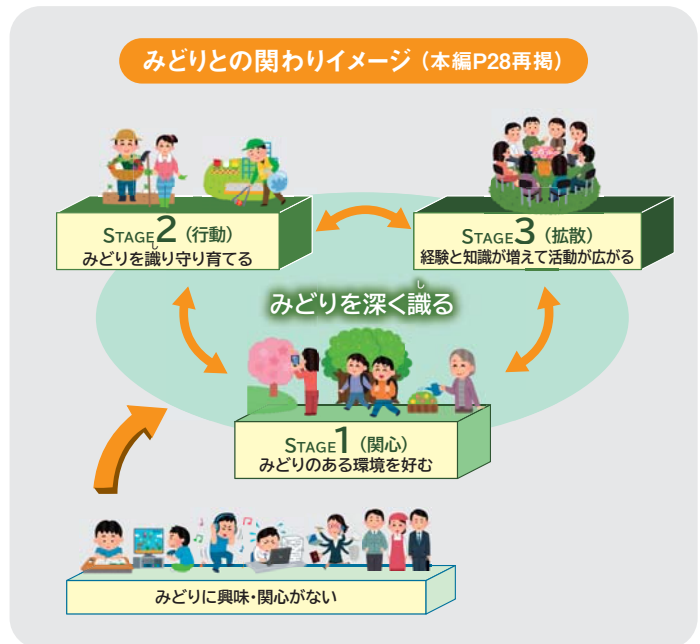 みどりとの関わりイメージ（本編P28再掲）
STAGE2（行動）
みどりを識り守り育てる
し
STAGE3（拡散）
経験と知識が増えて活動が広がる
みどりを深く識る
し
STAGE1（関心）
みどりのある環境を好む
みどりに興味・関心がない